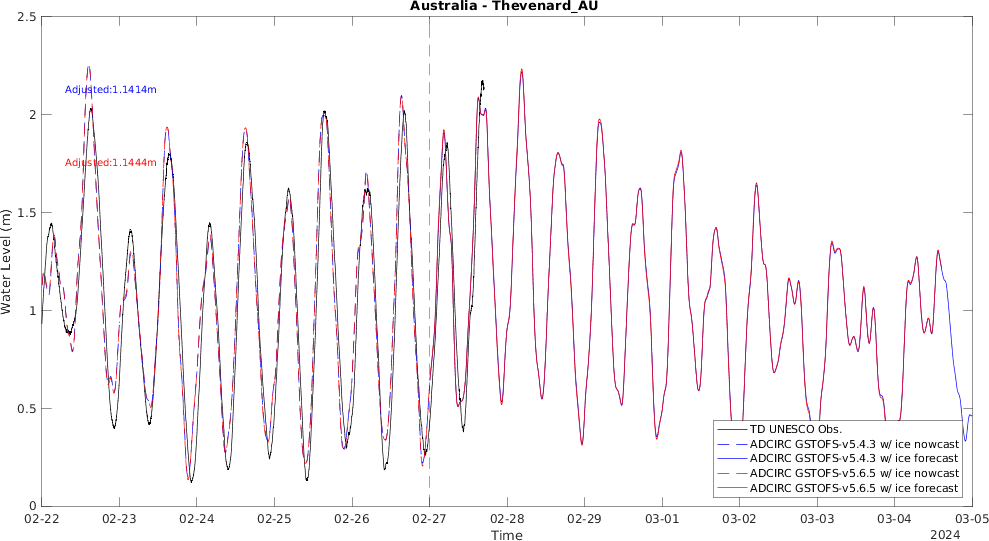 Australia - Thevenard_AU
Water Level (m)
2.5
2
1.5
1
0.5
0
Adjusted:1.1414m
Adjusted:1.1444m
TD UNESCO Obs.
ADCIRC GSTOFS-v5.4.3 w/ ice nowcast
ADCIRC GSTOFS-v5.4.3 w/ ice forecast
ADCIRC GSTOFS-v5.6.5 w/ ice nowcast
ADCIRC GSTOFS-v5.6.5 w/ ice forecast
02-22 02-23 02-24 02-25 02-26 02-27 02-28 02-29 03-01 03-02 03-03 03-04 03-05
Time
2024